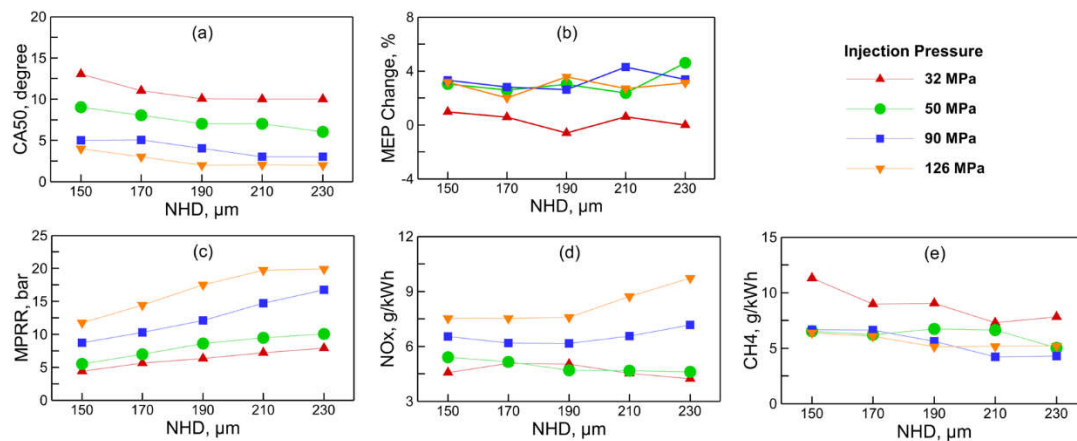 (a)
CA50, degree
20
15
10
5
0
150 170 190 210 230
NHD, µm
(b)
MEP Change, %
8
4
0
-4
150 170 190 210 230
NHD, µm
Injection Pressure
32 MPa
50 MPa
90 MPa
126 MPa
(c)
MPRR, bar
25
20
15
10
5
0
150 170 190 210 230
NHD, µm
(d)
NOx, g/kWh
12
9
6
3
150 170 190 210 230
NHD, µm
(e)
CH4, g/kWh
15
10
5
0
150 170 190 210 230
NHD, µm